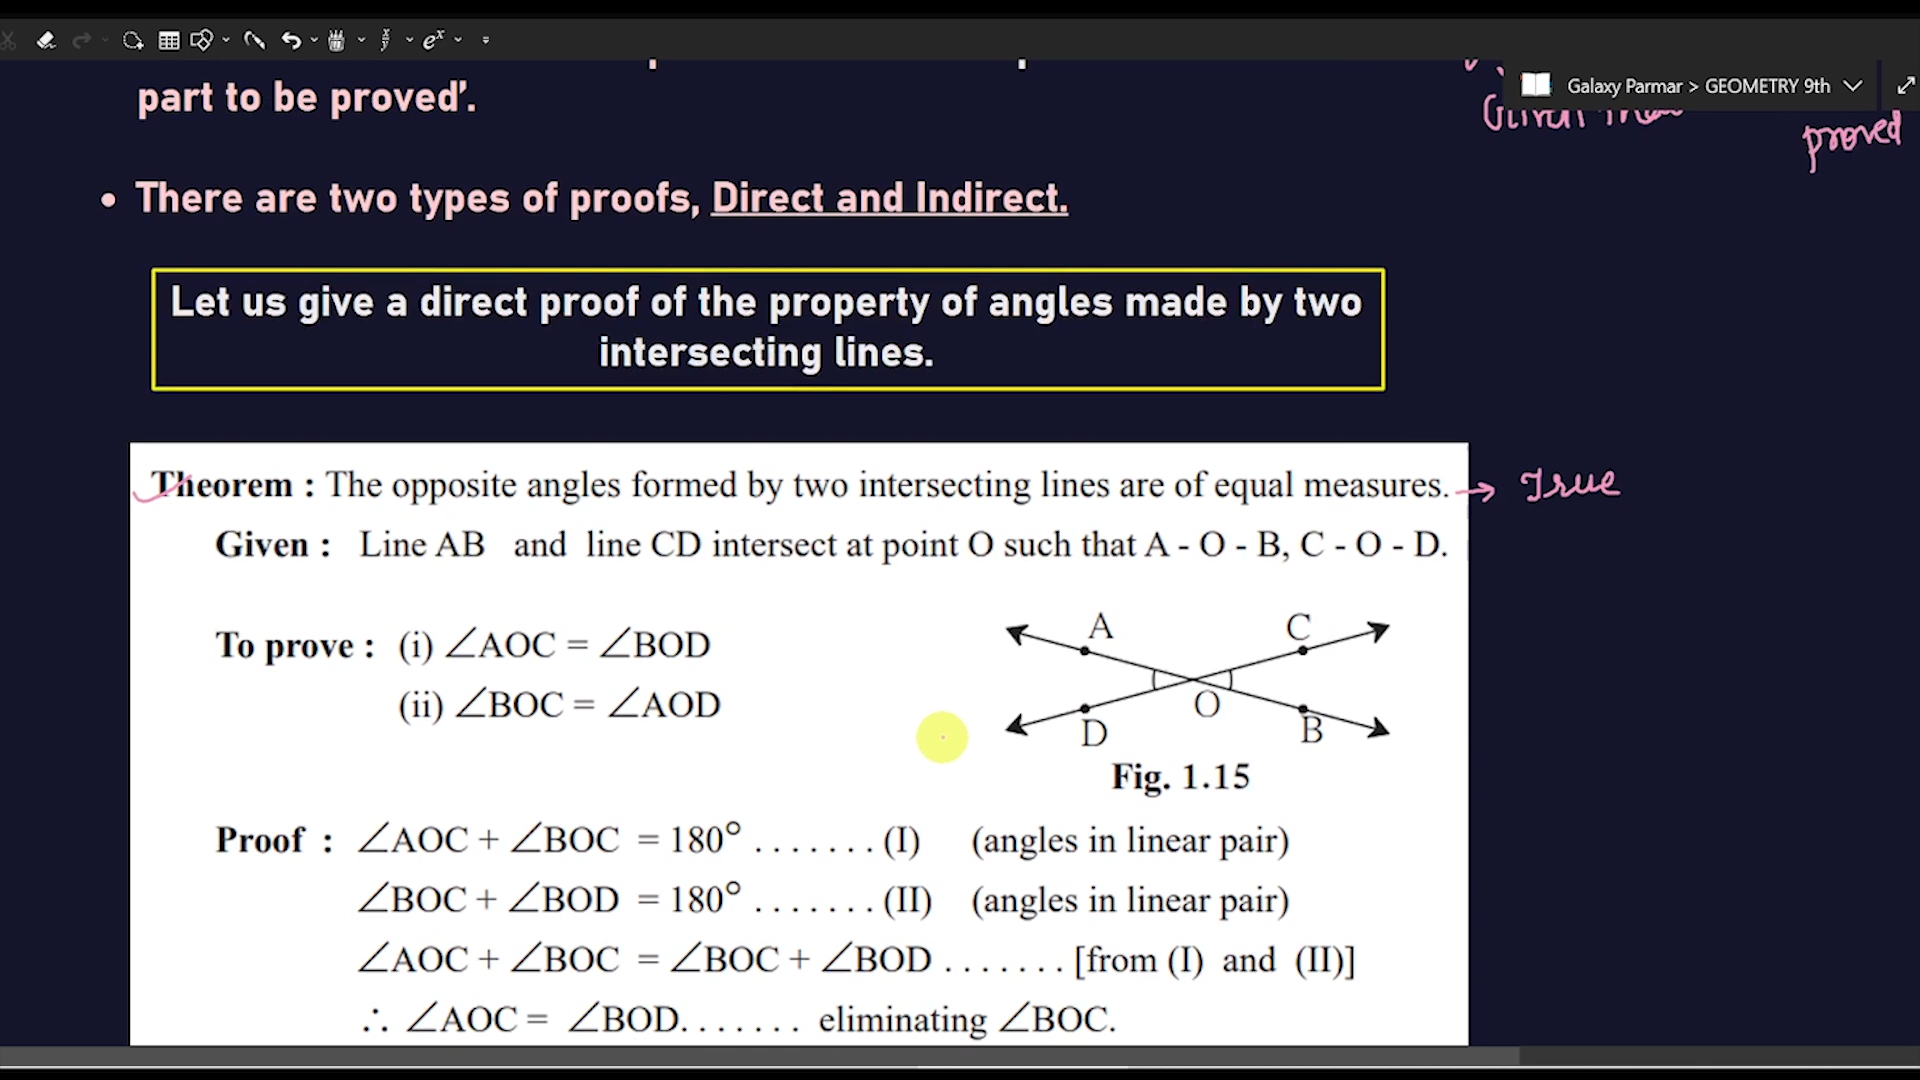 part to be proved'.
Galaxy Parmar > GEOMETRY 9th
Given
proved
• There are two types of proofs, Direct and Indirect.
Let us give a direct proof of the property of angles made by two
intersecting lines.
Theorem : The opposite angles formed by two intersecting lines are of equal measures. → True
Given : Line AB and line CD intersect at point O such that A - O - B, C - O - D.
To prove : (i) ∠AOC = ∠BOD
(ii) ∠BOC = ∠AOD
A
C
O
D
B
Fig. 1.15
Proof : ∠AOC + ∠BOC = 180° . . . . . . . (I) (angles in linear pair)
∠BOC + ∠BOD = 180° . . . . . . . (II) (angles in linear pair)
∠AOC + ∠BOC = ∠BOC + ∠BOD . . . . . . . [from (I) and (II)]
∴ ∠AOC = ∠BOD. . . . . . . eliminating ∠BOC.